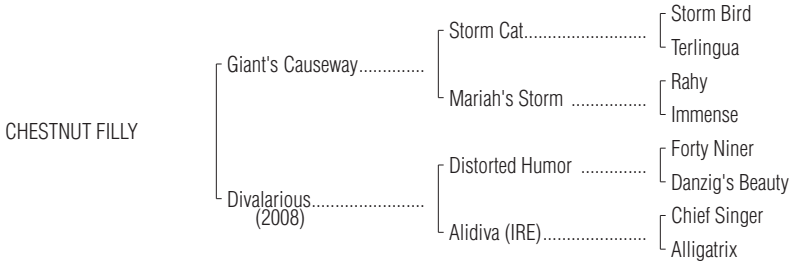 Storm Bird
Storm Cat........................
Terlingua
Giant's Causeway..............
Rahy
Mariah's Storm ...............
Immense
CHESTNUT FILLY
Forty Niner
Distorted Humor .............
Danzig's Beauty
Divalarious......................
(2008)
Chief Singer
Alidiva (IRE).....................
Alligatrix